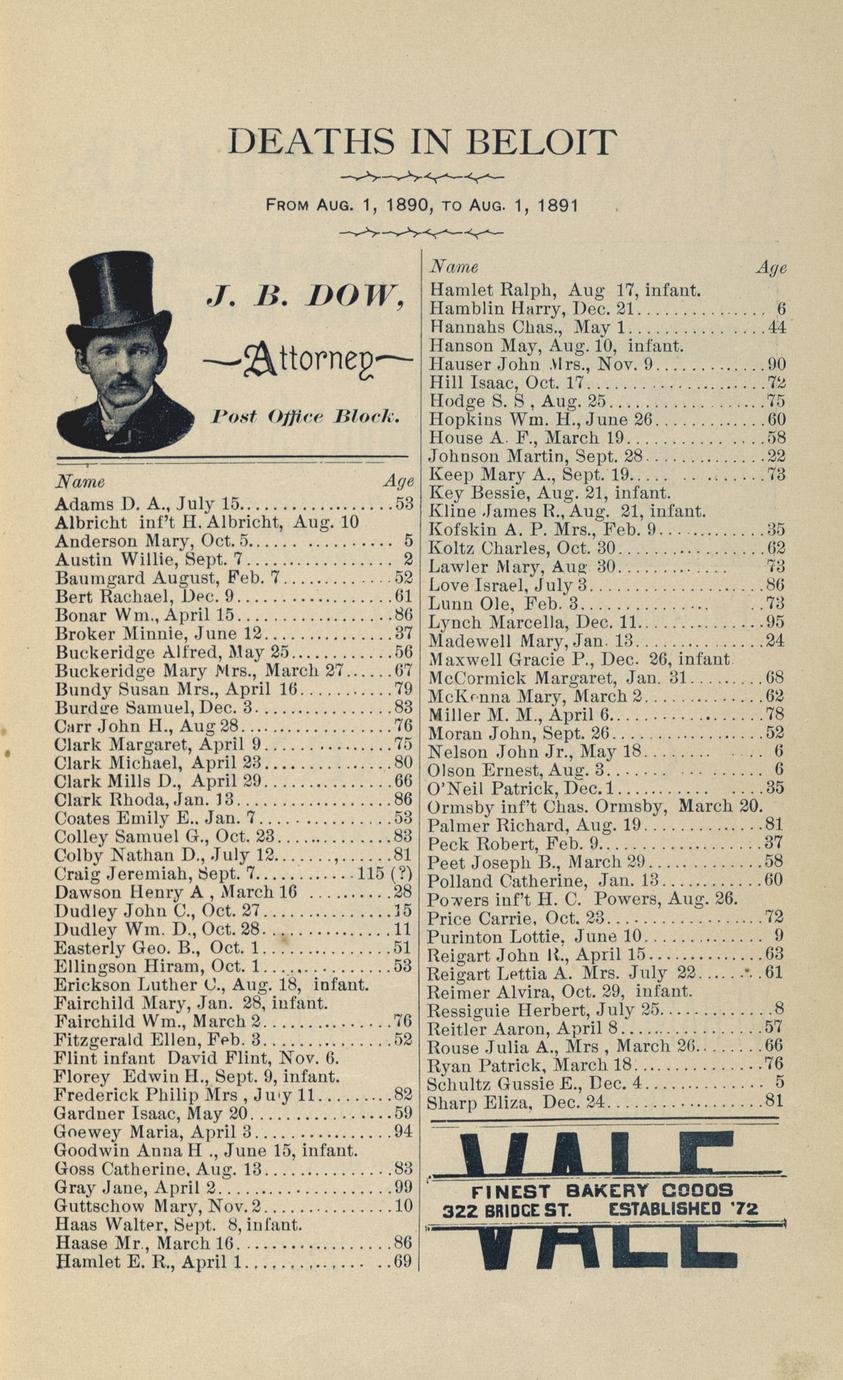 DEATHS IN BELOIT
FROM AUG. 1, 1890, TO AUG. 1, 1891
J. B. DOW,
Attorney
Post Office Block.
Name Age
Adams D. A., July 15..................53
Albricht inf't H. Albricht, Aug. 10
Anderson Mary, Oct. 5................. 5
Austin Willie, Sept. 7................. 2
Baumgard August, Feb. 7.............52
Bert Rachael, Dec. 9..................61
Bonar Wm., April 15..................86
Broker Minnie, June 12...............37
Buckeridge Alfred, May 25............56
Buckeridge Mary Mrs., March 27......67
Bundy Susan Mrs., April 16...........79
Burdge Samuel, Dec. 3................83
Carr John H., Aug 28..................76
Clark Margaret, April 9...............75
Clark Michael, April 23...............80
Clark Mills D., April 29...............66
Clark Rhoda, Jan. 13..................86
Coates Emily E.. Jan. 7................53
Colley Samuel G., Oct. 23.............83
Colby Nathan D., July 12..............81
Craig Jeremiah, Sept. 7...........115 (?)
Dawson Henry A , March 16 ..........28
Dudley John C., Oct. 27...............15
Dudley Wm. D., Oct. 28...............11
Easterly Geo. B., Oct. 1...............51
Ellingson Hiram, Oct. 1...............53
Erickson Luther C., Aug. 18, infant.
Fairchild Mary, Jan. 28, infant.
Fairchild Wm., March 2...............76
Fitzgerald Ellen, Feb. 3...............52
Flint infant David Flint, Nov. 6.
Florey Edwin H., Sept. 9, infant.
Frederick Philip Mrs , July 11.........82
Gardner Isaac, May 20.................59
Goewey Maria, April 3................94
Goodwin Anna H ., June 15, infant.
Goss Catherine, Aug. 13...............83
Gray Jane, April 2.....................99
Guttschow Mary, Nov. 2...............10
Haas Walter, Sept. 8, infant.
Haase Mr., March 16..................86
Hamlet E. R., April 1..................69
Name Age
Hamlet Ralph, Aug 17, infant.
Hamblin Harry, Dec. 21................ 6
Hannahs Chas., May 1.................44
Hanson May, Aug. 10, infant.
Hauser John Mrs., Nov. 9..............90
Hill Isaac, Oct. 17......................72
Hodge S. S , Aug. 25...................75
Hopkins Wm. H., June 26..............60
House A. F., March 19.................58
Johnson Martin, Sept. 28..............22
Keep Mary A., Sept. 19................73
Key Bessie, Aug. 21, infant.
Kline James R., Aug. 21, infant.
Kofskin A. P. Mrs., Feb. 9.............35
Koltz Charles, Oct. 30..................62
Lawler Mary, Aug 30............ 73
Love Israel, July 3......................86
Lunn Ole, Feb. 3................ ..73
Lynch Marcella, Dec. 11...............95
Madewell Mary, Jan. 13................24
Maxwell Gracie P., Dec. 26, infant
McCormick Margaret, Jan. 31.........68
McKenna Mary, March 2..............62
Miller M. M., April 6...................78
Moran John, Sept. 26..................52
Nelson John Jr., May 18........ .... 6
Olson Ernest, Aug. 3................... 6
O'Neil Patrick, Dec. 1........... ....35
Ormsby inf't Chas. Ormsby, March 20.
Palmer Richard, Aug. 19...............81
Peck Robert, Feb. 9....................37
Peet Joseph B., March 29..............58
Polland Catherine, Jan. 13............60
Powers inf't H. C. Powers, Aug. 26.
Price Carrie, Oct. 23...................72
Purinton Lottie, June 10............... 9
Reigart John R., April 15..............63
Reigart Lettia A. Mrs. July 22........61
Reimer Alvira, Oct. 29, infant.
Ressiguie Herbert, July 25.............8
Reitler Aaron, April 8..................57
Rouse Julia A., Mrs , March 26........66
Ryan Patrick, March 18................76
Schultz Gussie E., Dec. 4.............. 5
Sharp Eliza, Dec. 24...................81
VALE
FINEST BAKERY GOODS
322 BRIDGE ST. ESTABLISHED '72
VALE